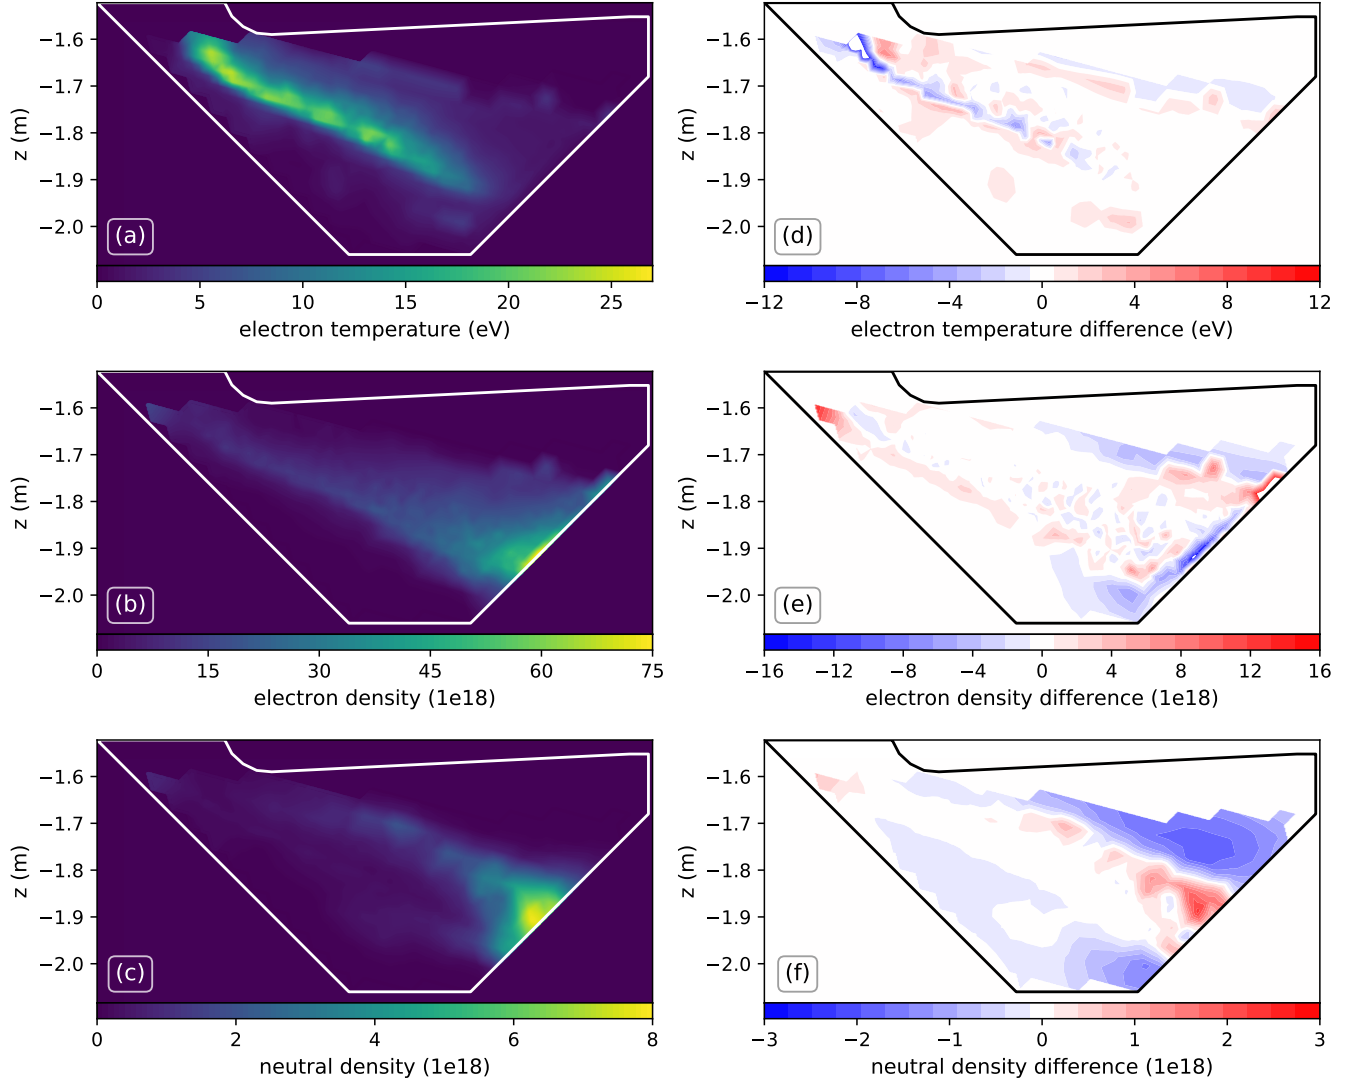 z (m)
−1.6
−1.7
−1.8
−1.9
−2.0
(a)
0 5 10 15 20 25
electron temperature (eV)
z (m)
−1.6
−1.7
−1.8
−1.9
−2.0
(d)
−12 −8 −4 0 4 8 12
electron temperature difference (eV)
z (m)
−1.6
−1.7
−1.8
−1.9
−2.0
(b)
0 15 30 45 60 75
electron density (1e18)
z (m)
−1.6
−1.7
−1.8
−1.9
−2.0
(e)
−16 −12 −8 −4 0 4 8 12 16
electron density difference (1e18)
z (m)
−1.6
−1.7
−1.8
−1.9
−2.0
(c)
0 2 4 6 8
neutral density (1e18)
z (m)
−1.6
−1.7
−1.8
−1.9
−2.0
(f)
−3 −2 −1 0 1 2 3
neutral density difference (1e18)